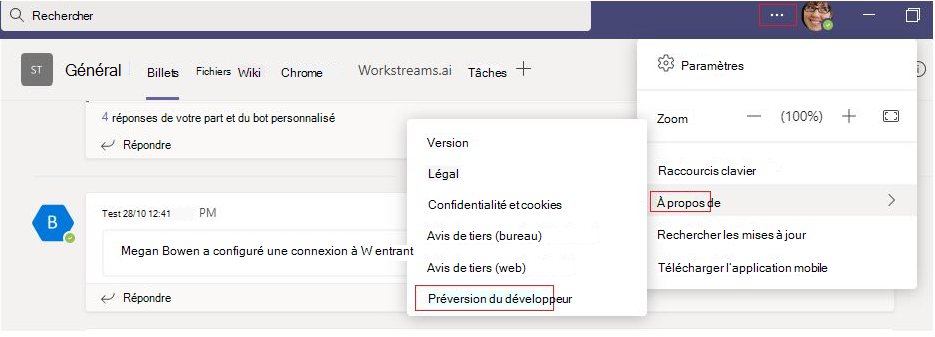 Rechercher
...
ST Général Billets Fichiers Wiki Chrome Workstreams.ai Tâches
4 réponses de votre part et du bot personnalisé
Répondre
B
Test 28/10 12:41 PM
Megan Bowen a configuré une connexion à W entrant
Répondre
Version
Légal
Confidentialité et cookies
Avis de tiers (bureau)
Avis de tiers (web)
Préversion du développeur
Paramètres
Zoom (100%)
Raccourcis clavier
À propos de
Rechercher les mises à jour
Télécharger l'application mobile